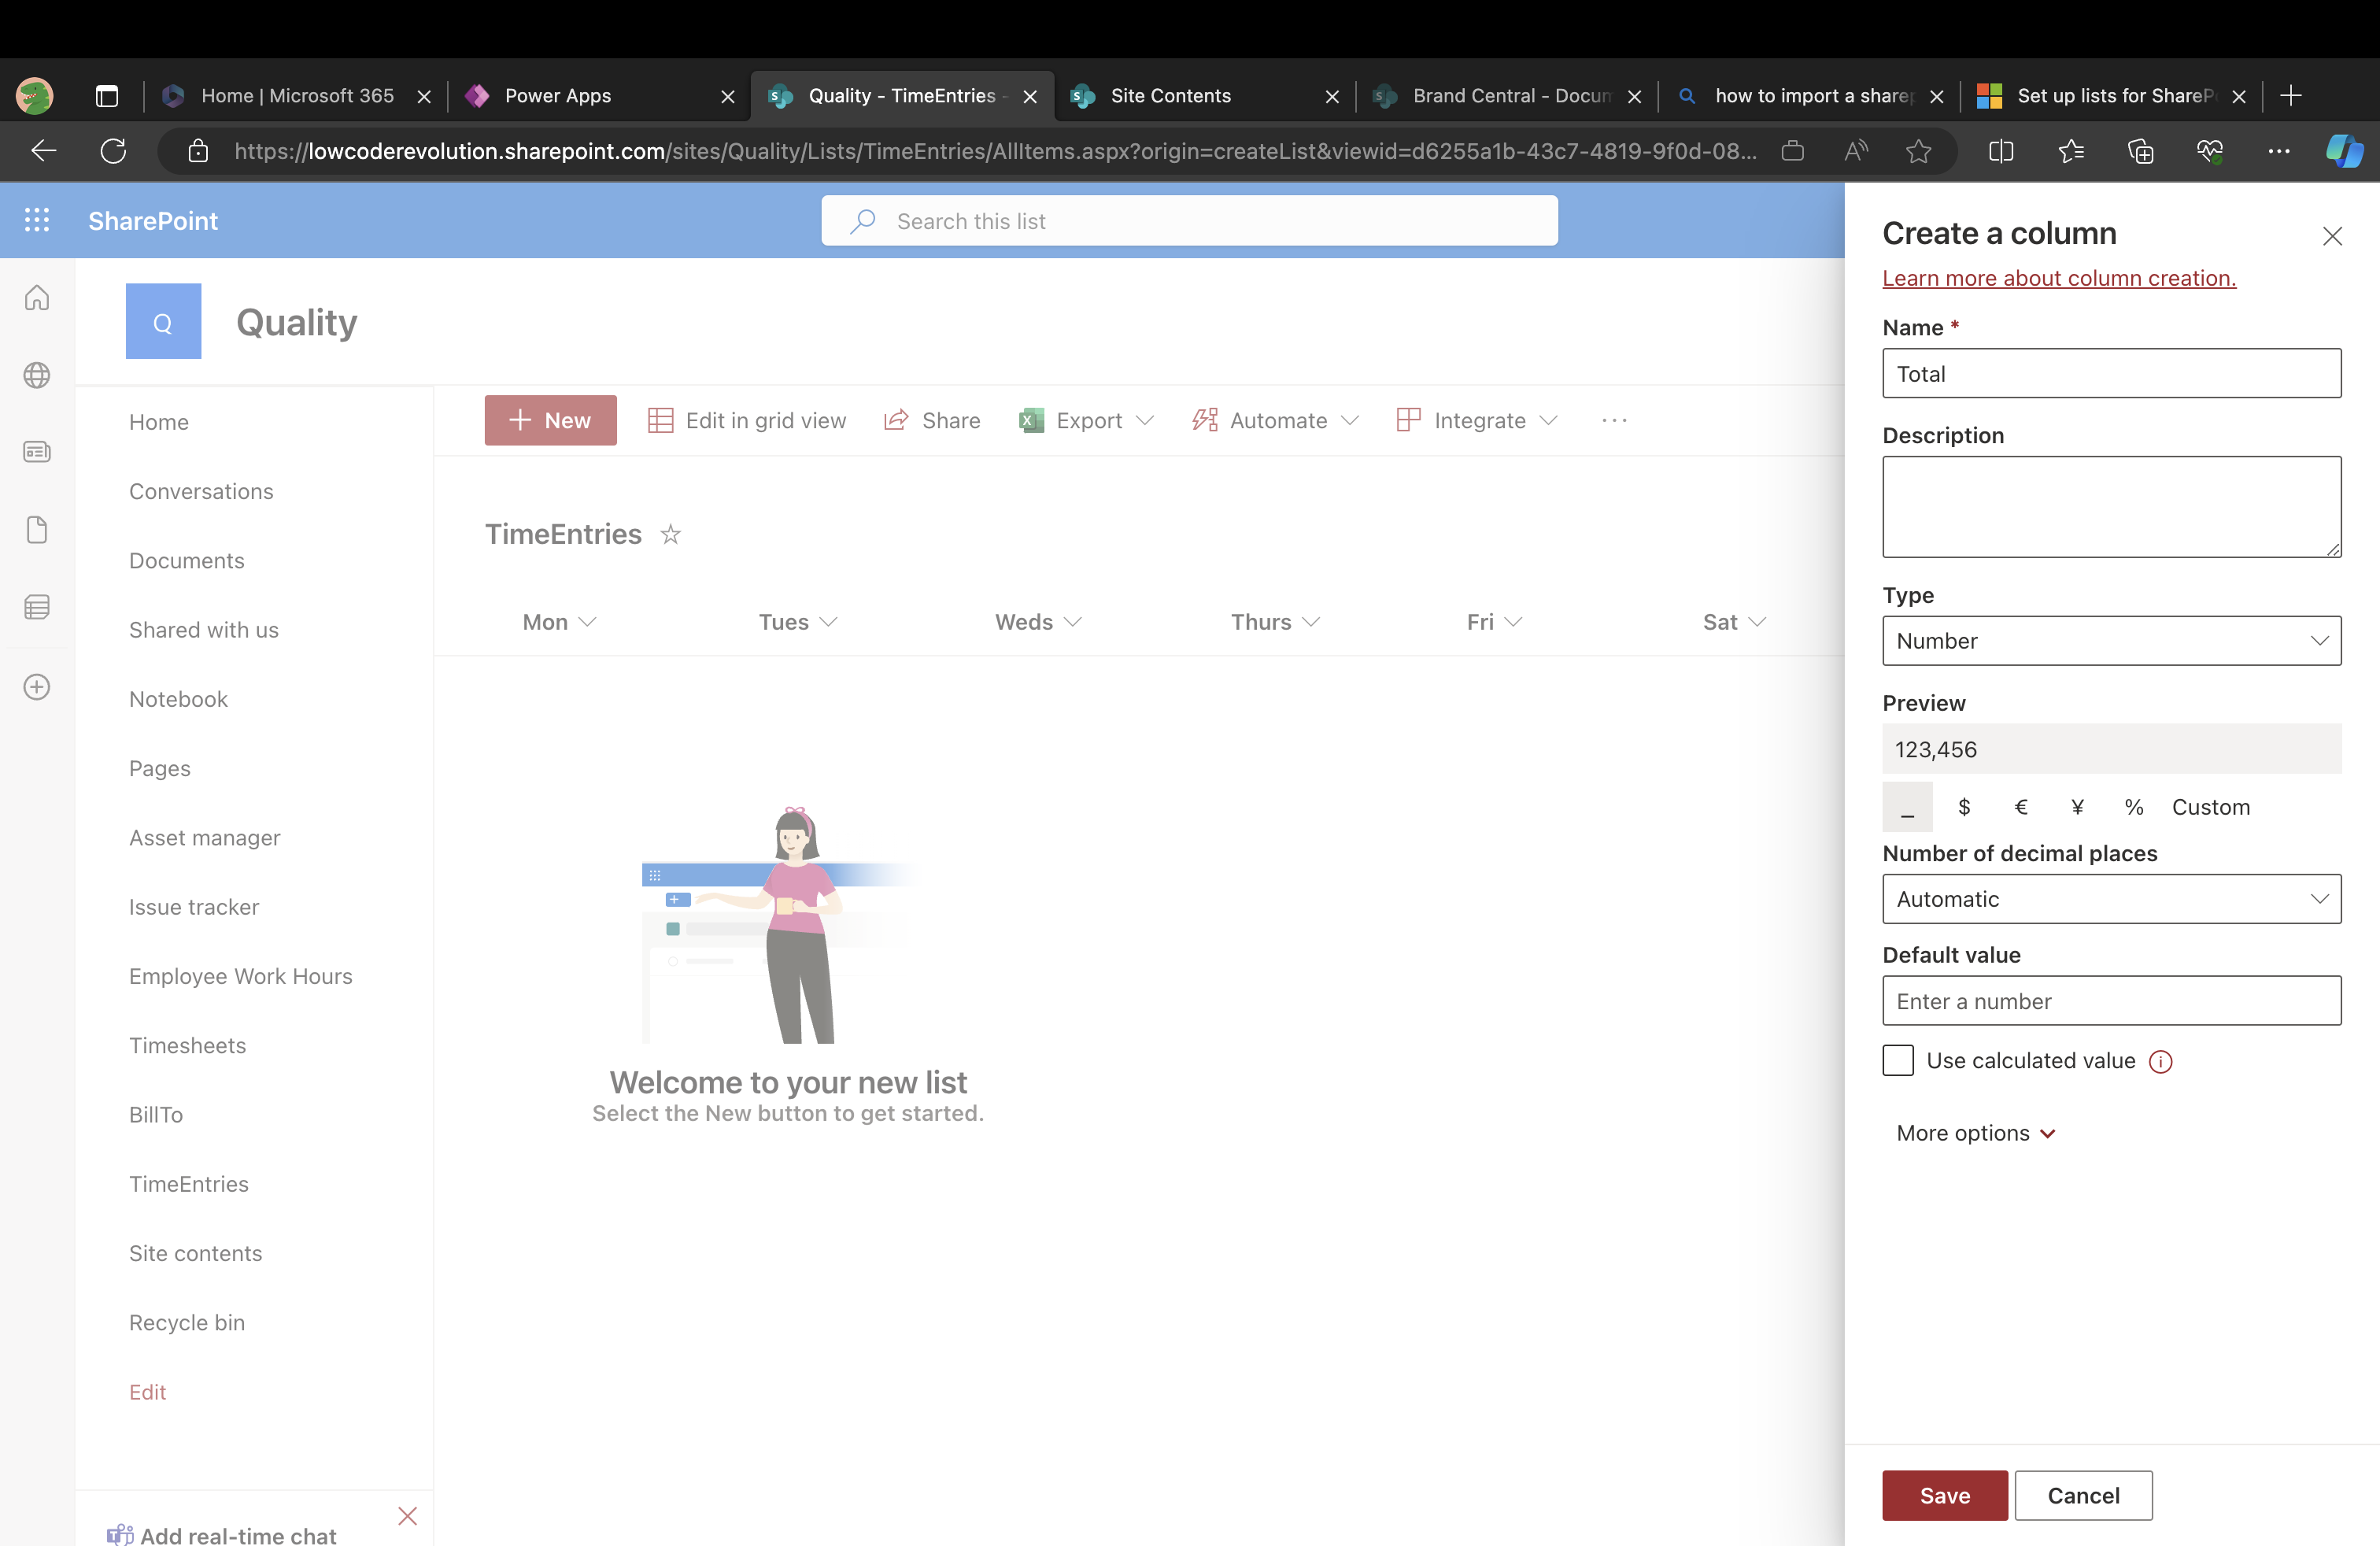 Home | Microsoft 365
Power Apps
Quality - TimeEntries -
Site Contents
Brand Central - Docum
how to import a sharep
Set up lists for ShareP
https://lowcoderevolution.sharepoint.com/sites/Quality/Lists/TimeEntries/AllItems.aspx?origin=createList&viewid=d6255a1b-43c7-4819-9f0d-08...
SharePoint
Search this list
Q
Quality
Home
Conversations
Documents
Shared with us
Notebook
Pages
Asset manager
Issue tracker
Employee Work Hours
Timesheets
BillTo
TimeEntries
Site contents
Recycle bin
Edit
Add real-time chat
New
Edit in grid view
Share
Export
Automate
Integrate
TimeEntries
Mon
Tues
Weds
Thurs
Fri
Sat
Welcome to your new list
Select the New button to get started.
Create a column
Learn more about column creation.
Name *
Total
Description
Type
Number
Preview
123,456
_ $ € ¥ % Custom
Number of decimal places
Automatic
Default value
Enter a number
Use calculated value
More options
Save
Cancel